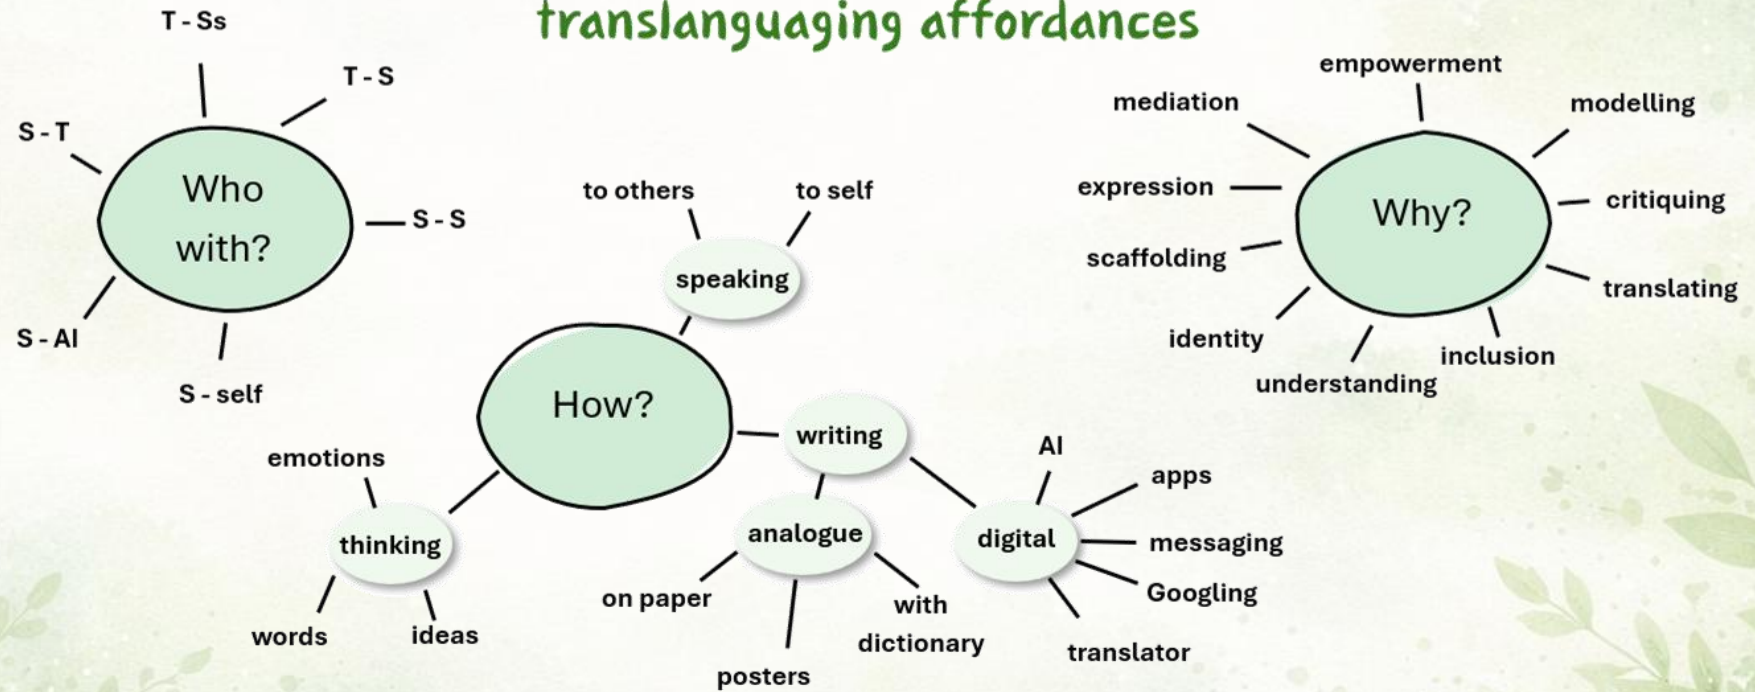 translanguaging affordances
T - Ss
T - S
S - T
Who
with?
S - S
S - AI
S - self
to others
to self
speaking
How?
writing
emotions
thinking
words
ideas
analogue
on paper
posters
with
dictionary
digital
AI
apps
messaging
Googling
translator
empowerment
mediation
modelling
expression
Why?
critiquing
scaffolding
translating
identity
inclusion
understanding